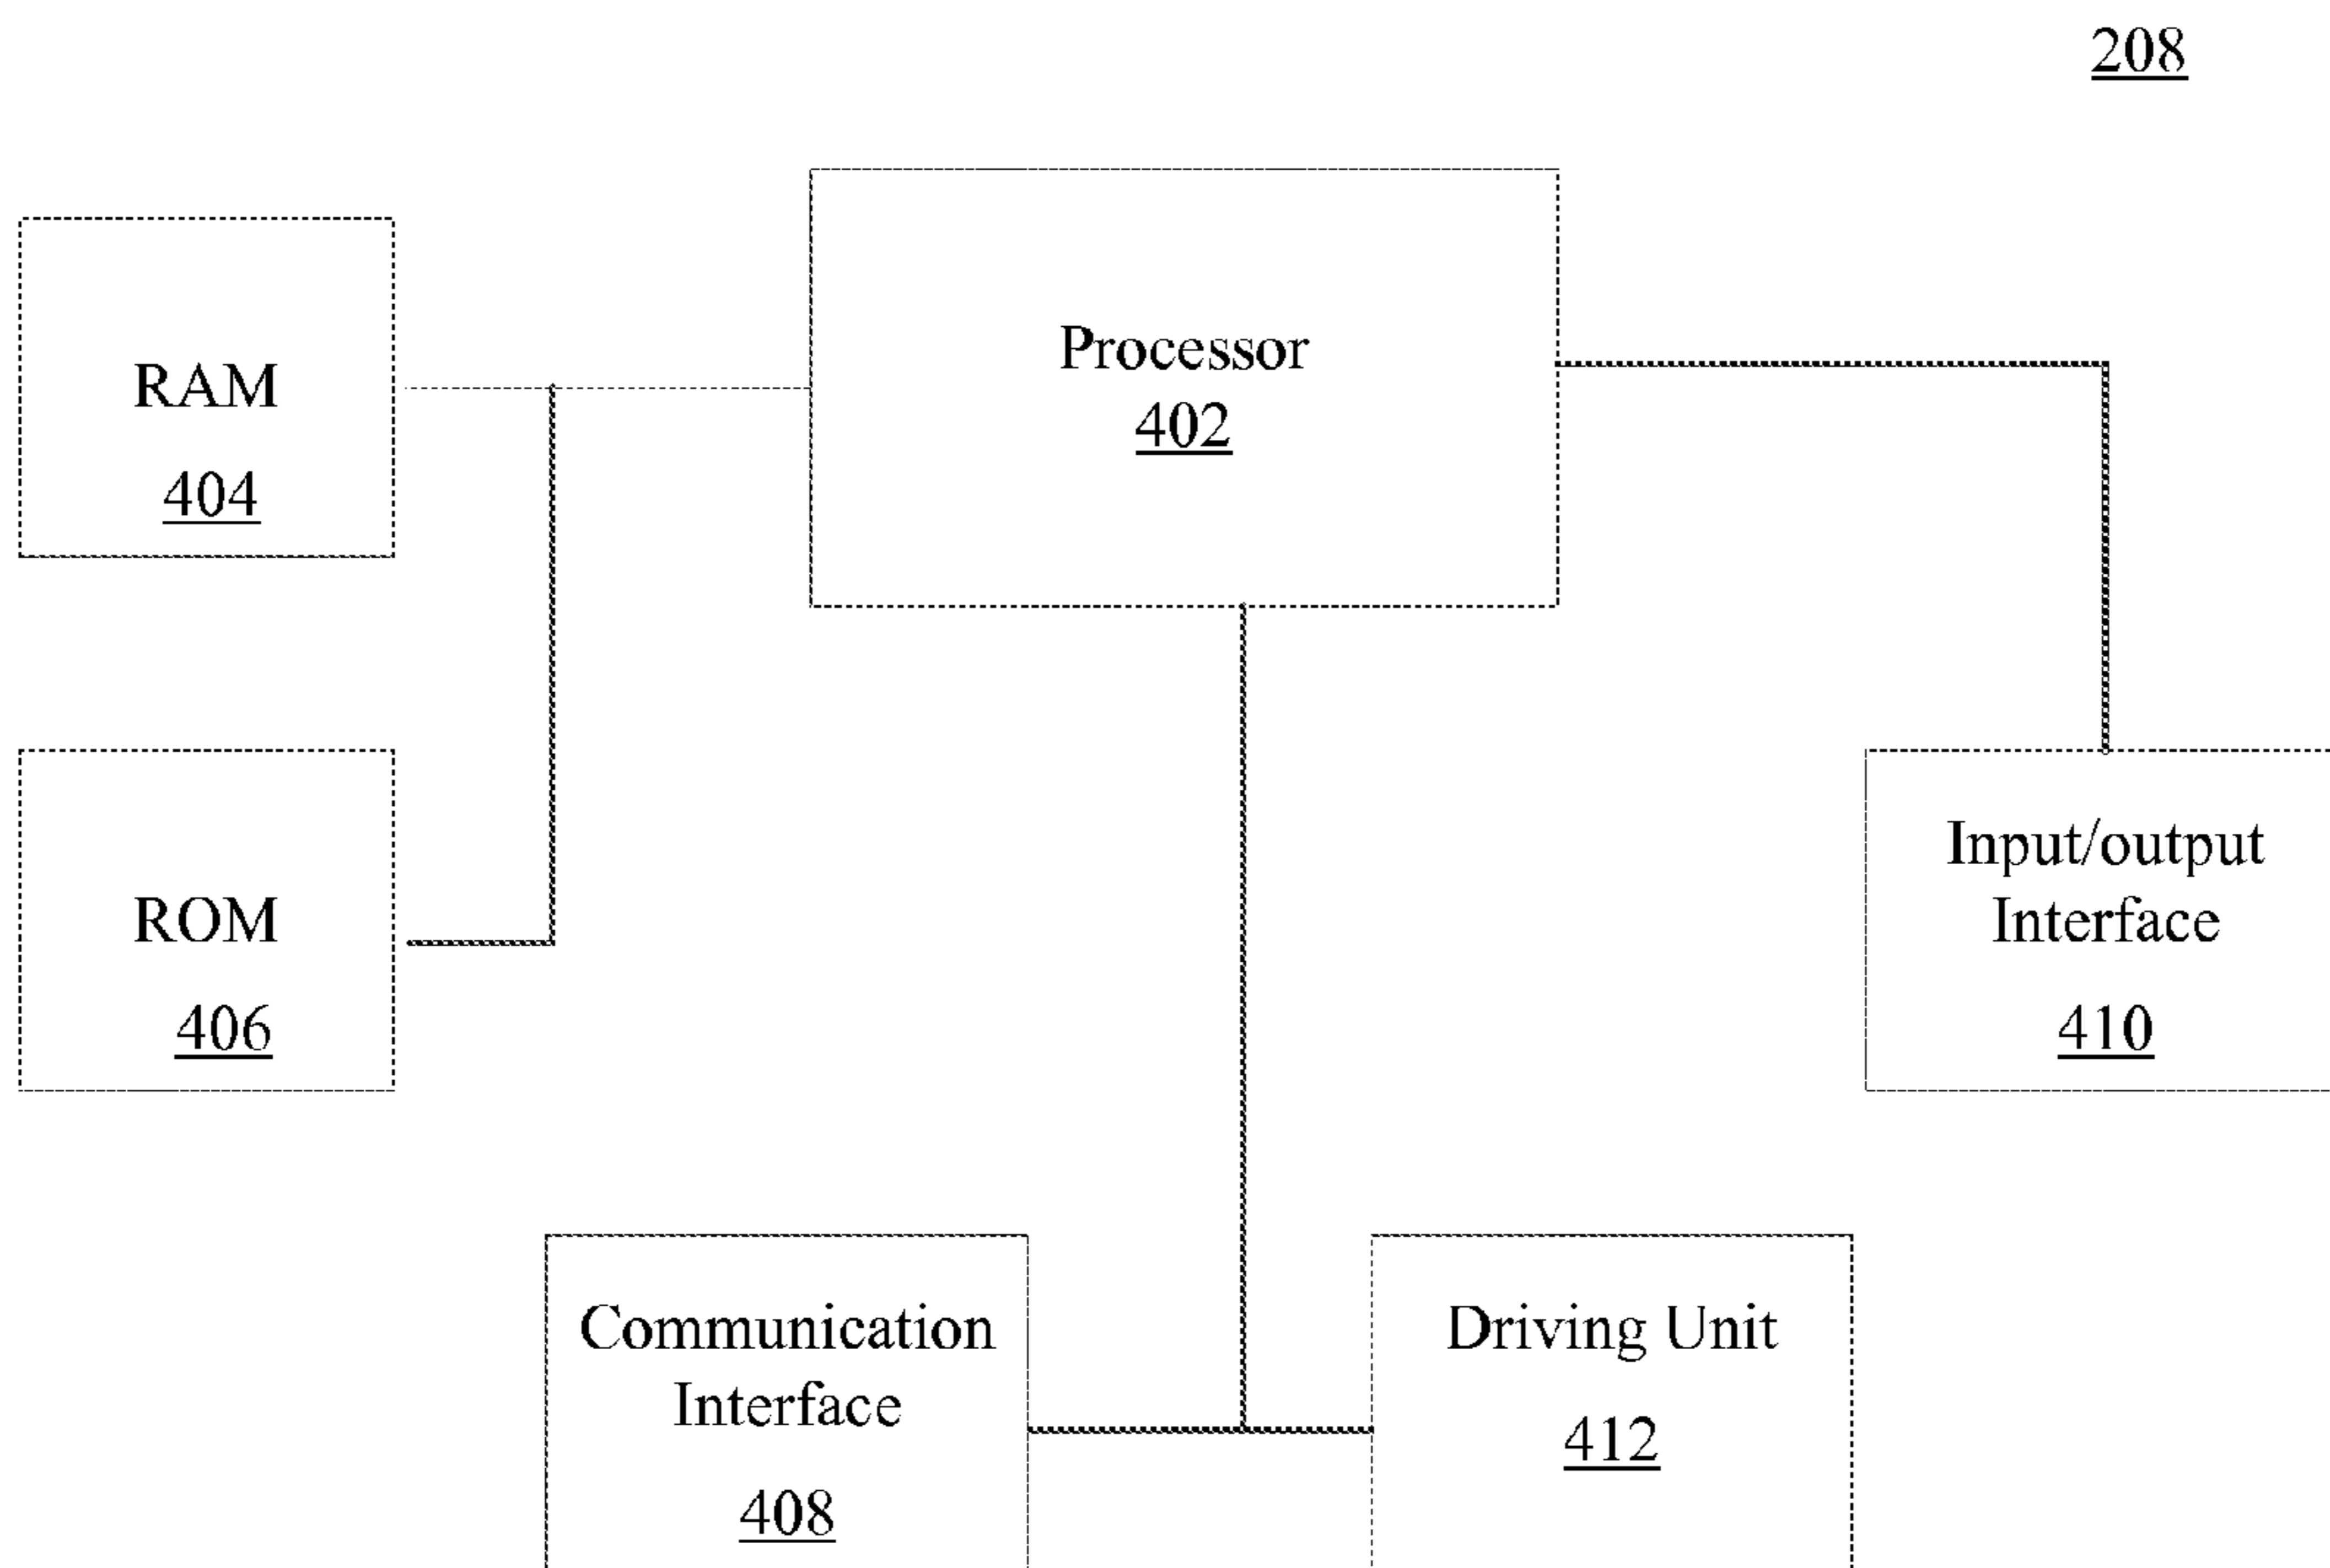 208
Processor
402
RAM
404
ROM
406
Input/output
Interface
410
Communication
Interface
408
Driving Unit
412